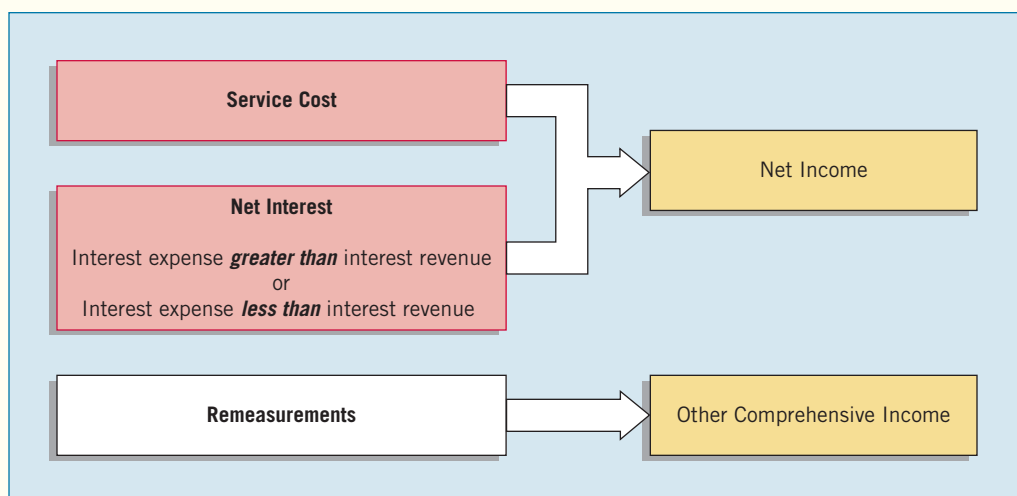 Service Cost
Net Interest
Interest expense greater than interest revenue
or
Interest expense less than interest revenue
Net Income
Remeasurements
Other Comprehensive Income